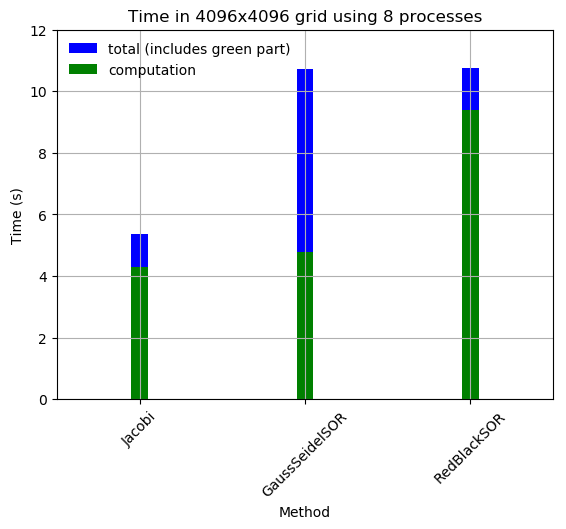 Time in 4096x4096 grid using 8 processes
total (includes green part)
computation
Time (s)
12
10
8
6
4
2
0
Jacobi
GaussSeidelSOR
RedBlackSOR
Method